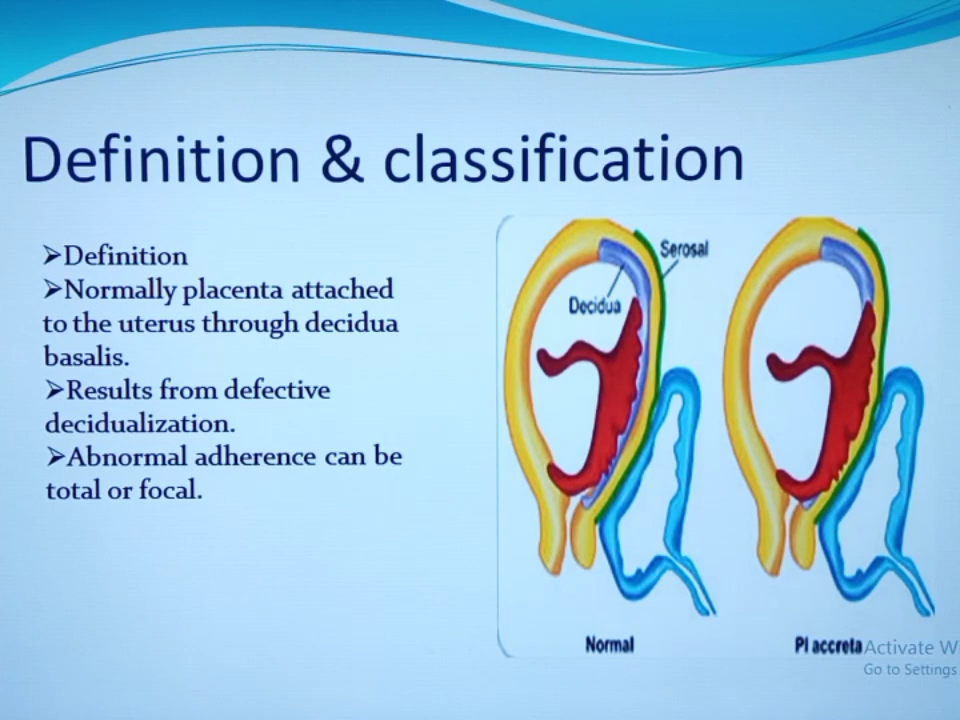 Definition & classification
➢Definition
➢Normally placenta attached
to the uterus through decidua
basalis.
➢Results from defective
decidualization.
➢Abnormal adherence can be
total or focal.
Serosal
Decidua
Normal
Pl accreta
Activate Wi
Go to Settings